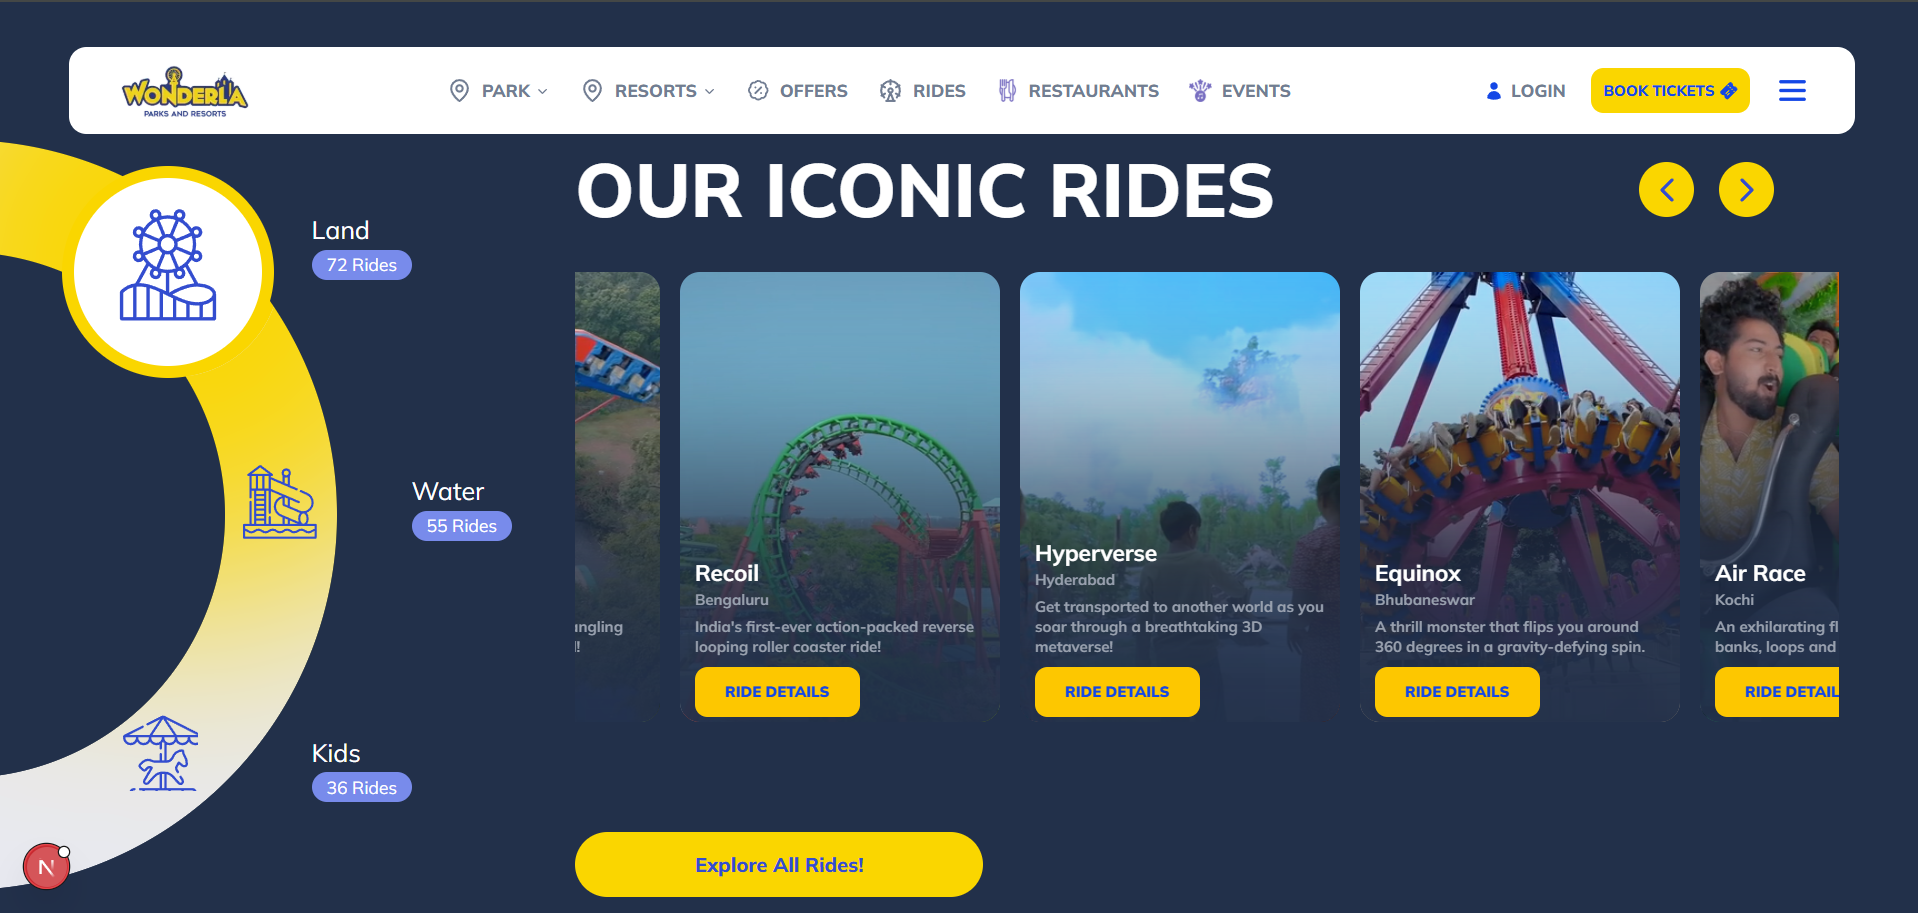 WONDERLA
PARKS AND RESORTS
PARK
RESORTS
OFFERS
RIDES
RESTAURANTS
EVENTS
LOGIN
BOOK TICKETS
OUR ICONIC RIDES
Land
72 Rides
Water
55 Rides
Kids
36 Rides
ngling
!
RIDE DETAILS
Recoil
Bengaluru
India's first-ever action-packed reverse
looping roller coaster ride!
RIDE DETAILS
Hyperverse
Hyderabad
Get transported to another world as you
soar through a breathtaking 3D
metaverse!
RIDE DETAILS
Equinox
Bhubaneswar
A thrill monster that flips you around
360 degrees in a gravity-defying spin.
Air Race
Kochi
An exhilarating fl
banks, loops and
RIDE DETAIL
Explore All Rides!
N